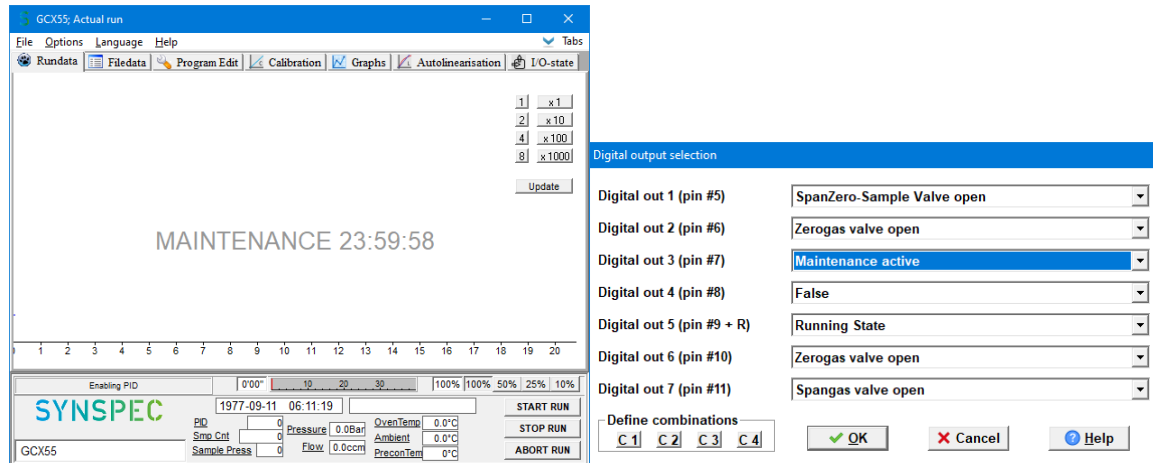 GCX55; Actual run
File Options Language Help Tabs
Rundata Filedata Program Edit Calibration Graphs Autolinearisation I/O-state
1 x 1
2 x 10
4 x 100
8 x 1000
Update
MAINTENANCE 23:59:58
1 2 3 4 5 6 7 8 9 10 11 12 13 14 15 16 17 18 19 20
Enabling PID 0'00" 10 20 30 100% 100% 50% 25% 10%
SYNSPEC
1977-09-11 06:11:19
PID 0
Smp Cnt 0
Sample Press 0
Pressure 0.0Bar
Flow 0.0ccm
OvenTemp 0.0°C
Ambient 0.0°C
PreconTem 0°C
START RUN
STOP RUN
ABORT RUN
GCX55
Digital output selection
Digital out 1 (pin #5) SpanZero-Sample Valve open
Digital out 2 (pin #6) Zerogas valve open
Digital out 3 (pin #7) Maintenance active
Digital out 4 (pin #8) False
Digital out 5 (pin #9 + R) Running State
Digital out 6 (pin #10) Zerogas valve open
Digital out 7 (pin #11) Spangas valve open
Define combinations
C 1 C 2 C 3 C 4
OK Cancel Help